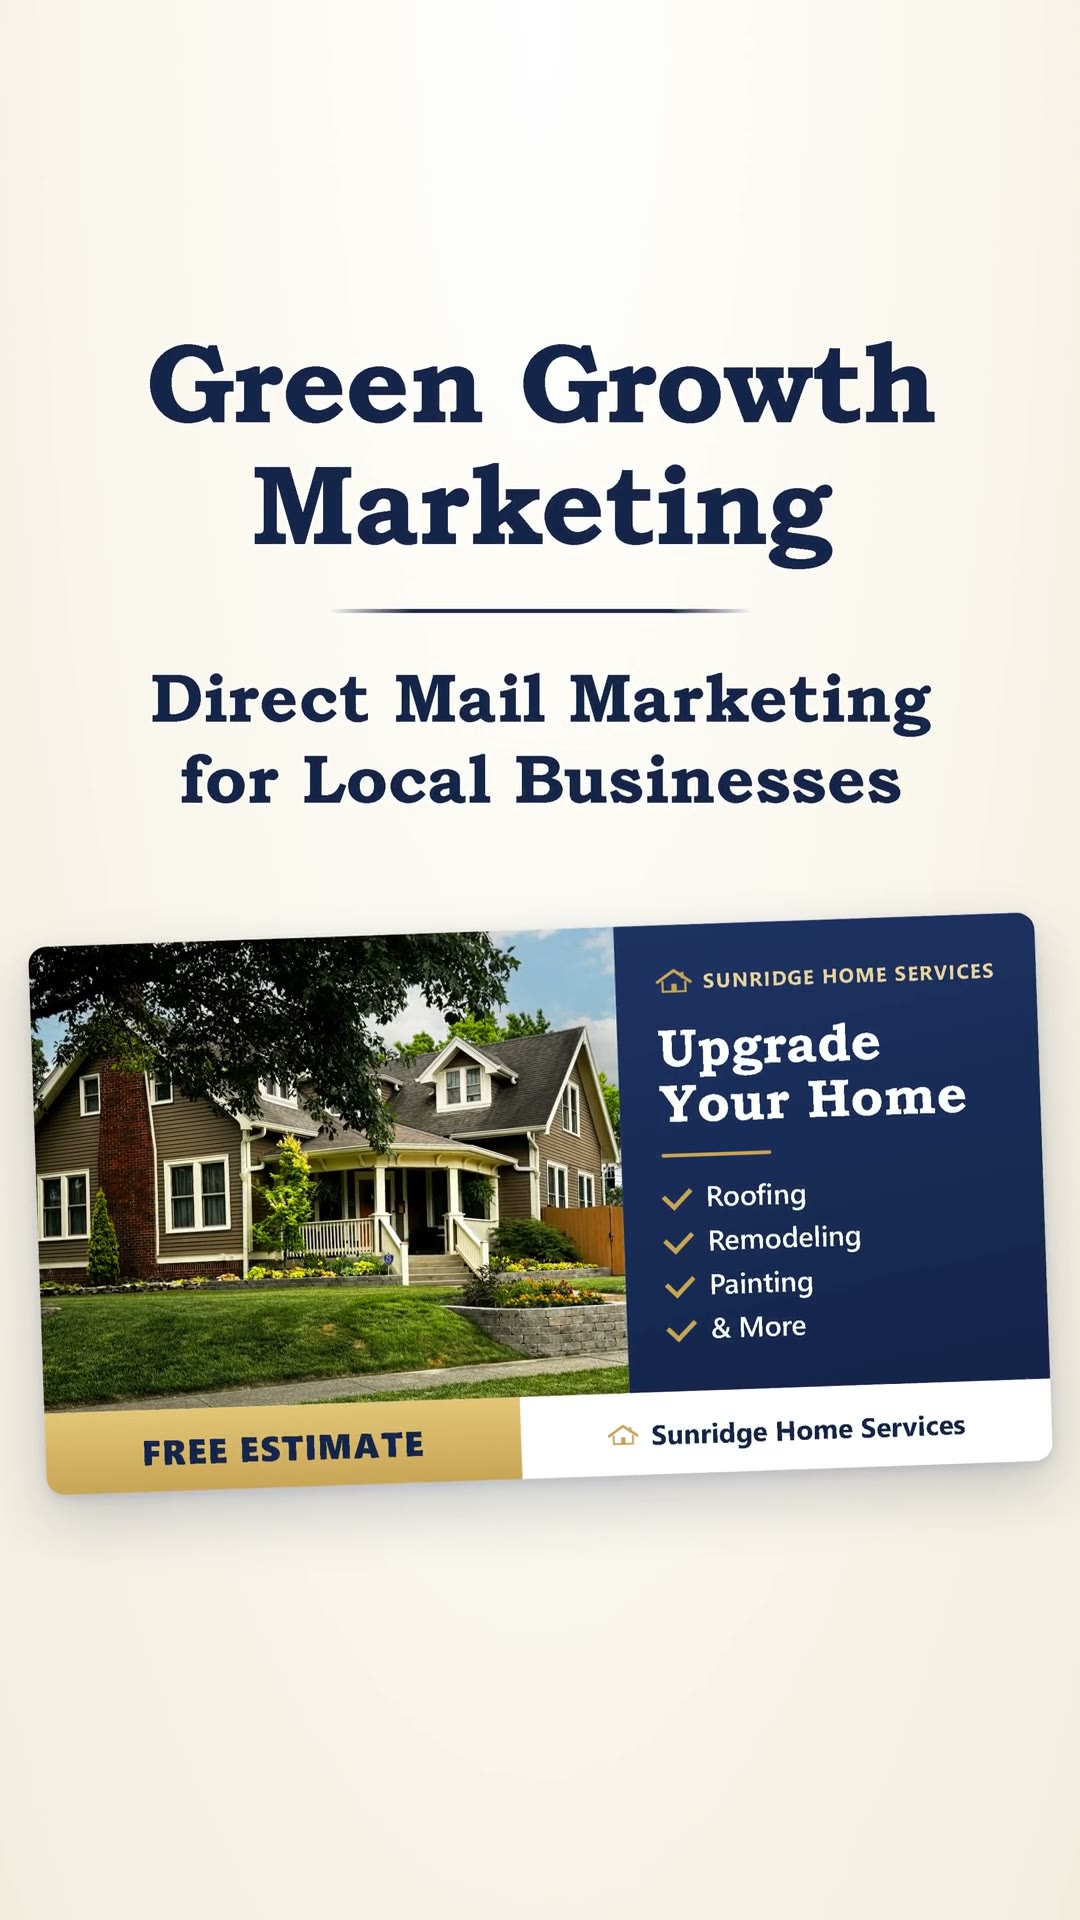 Green Growth
Marketing
Direct Mail Marketing
for Local Businesses
SUNRIDGE HOME SERVICES
Upgrade
Your Home
Roofing
Remodeling
Painting
& More
FREE ESTIMATE
Sunridge Home Services